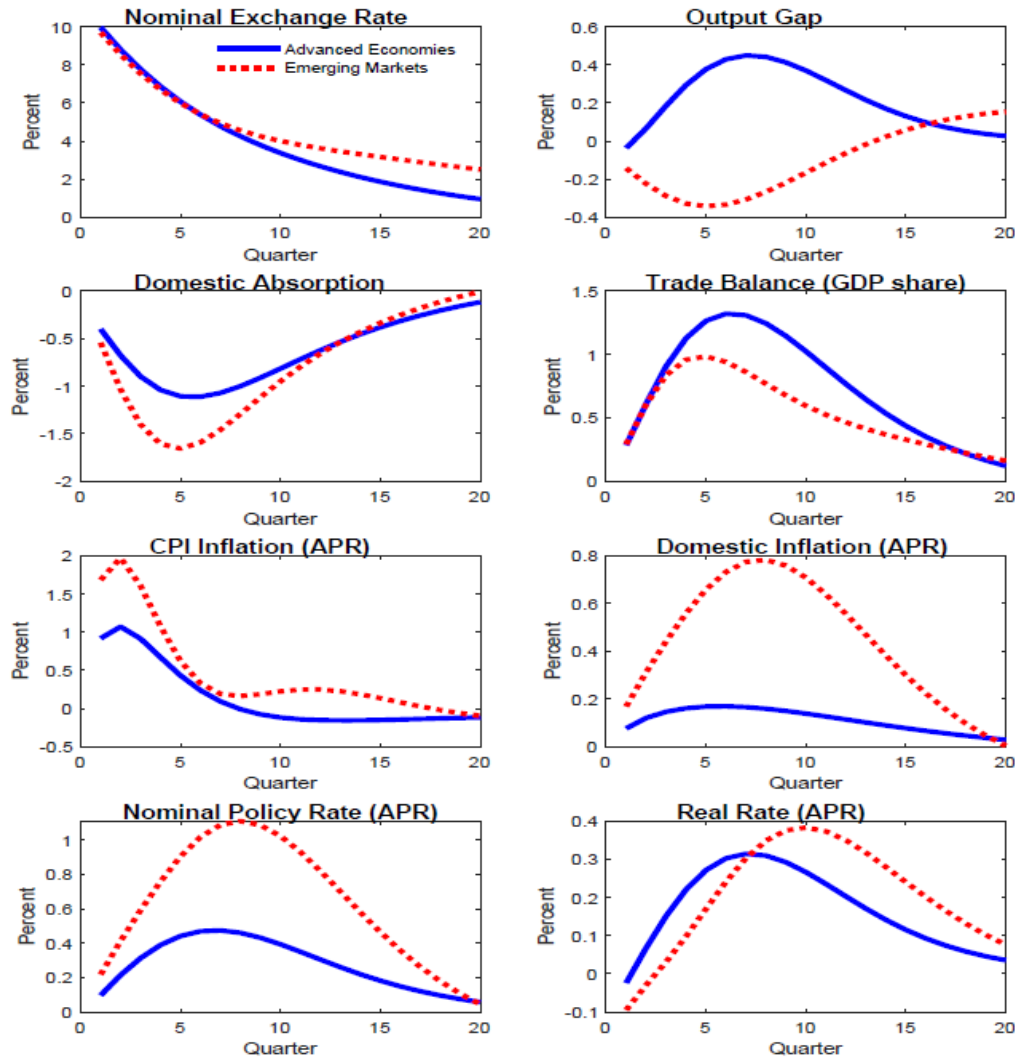 Nominal Exchange Rate
Percent
10
8
6
4
2
0
0 5 10 15 20
Quarter
Advanced Economies
Emerging Markets
Output Gap
Percent
0.6
0.4
0.2
0
-0.2
-0.4
0 5 10 15 20
Quarter
Domestic Absorption
Percent
0
-0.5
-1
-1.5
-2
0 5 10 15 20
Quarter
Trade Balance (GDP share)
Percent
1.5
1
0.5
0
0 5 10 15 20
Quarter
CPI Inflation (APR)
Percent
2
1.5
1
0.5
0
-0.5
0 5 10 15 20
Quarter
Domestic Inflation (APR)
Percent
0.8
0.6
0.4
0.2
0
0 5 10 15 20
Quarter
Nominal Policy Rate (APR)
Percent
1
0.8
0.6
0.4
0.2
0
0 5 10 15 20
Quarter
Real Rate (APR)
Percent
0.4
0.3
0.2
0.1
0
-0.1
0 5 10 15 20
Quarter